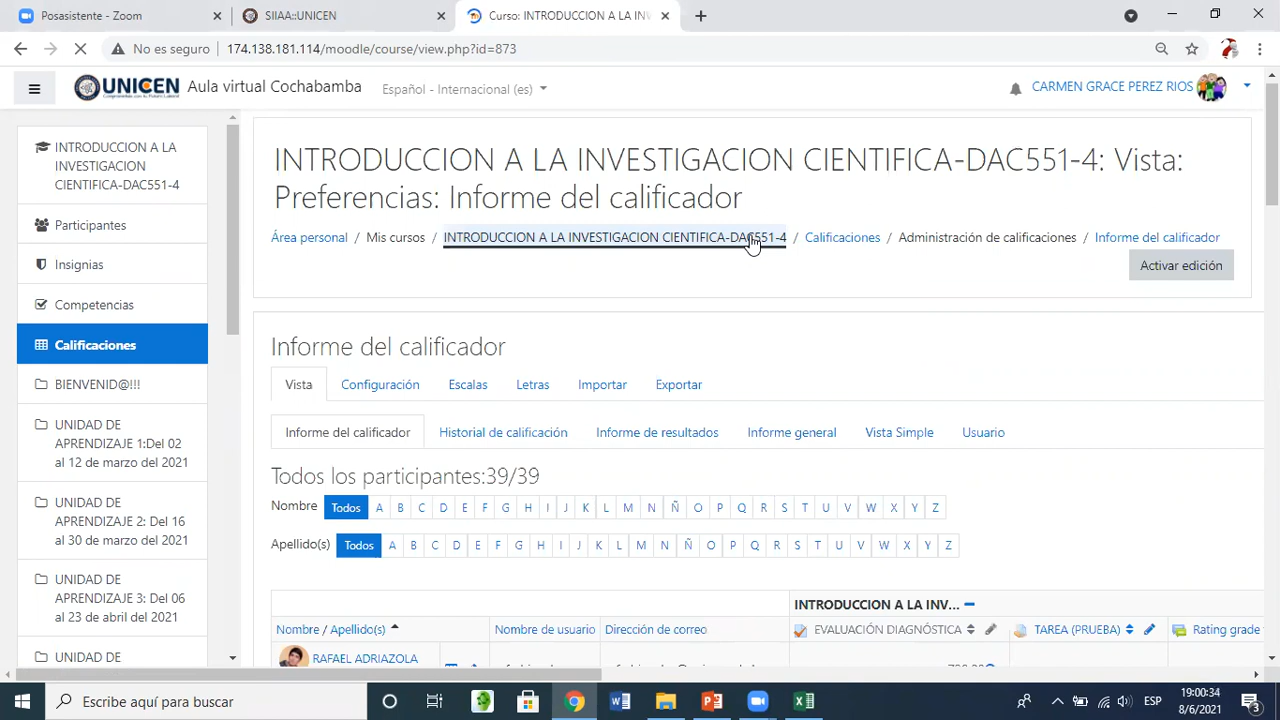 Posasistente - Zoom
SIIAA::UNICEN
Curso: INTRODUCCION A LA INV
No es seguro
174.138.181.114/moodle/course/view.php?id=873
UNICEN
Aula virtual Cochabamba
Español - Internacional (es)
CARMEN GRACE PEREZ RIOS
INTRODUCCION A LA
INVESTIGACION
CIENTIFICA-DAC551-4
Participantes
Insignias
Competencias
Calificaciones
BIENVENID@!!!
UNIDAD DE
APRENDIZAJE 1:Del 02
al 12 de marzo del 2021
UNIDAD DE
APRENDIZAJE 2: Del 16
al 30 de marzo del 2021
UNIDAD DE
APRENDIZAJE 3: Del 06
al 23 de abril del 2021
UNIDAD DE
INTRODUCCION A LA INVESTIGACION CIENTIFICA-DAC551-4: Vista:
Preferencias: Informe del calificador
Área personal / Mis cursos / INTRODUCCION A LA INVESTIGACION CIENTIFICA-DAC551-4 / Calificaciones / Administración de calificaciones / Informe del calificador
Activar edición
Informe del calificador
Vista Configuración Escalas Letras Importar Exportar
Informe del calificador Historial de calificación Informe de resultados Informe general Vista Simple Usuario
Todos los participantes:39/39
Nombre Todos A B C D E F G H I J K L M N Ñ O P Q R S T U V W X Y Z
Apellido(s) Todos A B C D E F G H I J K L M N Ñ O P Q R S T U V W X Y Z
INTRODUCCION A LA INV...
Nombre / Apellido(s) Nombre de usuario Dirección de correo EVALUACIÓN DIAGNÓSTICA TAREA (PRUEBA) Rating grade
RAFAEL ADRIAZOLA
Escribe aquí para buscar
ESP
19:00:34
8/6/2021
3